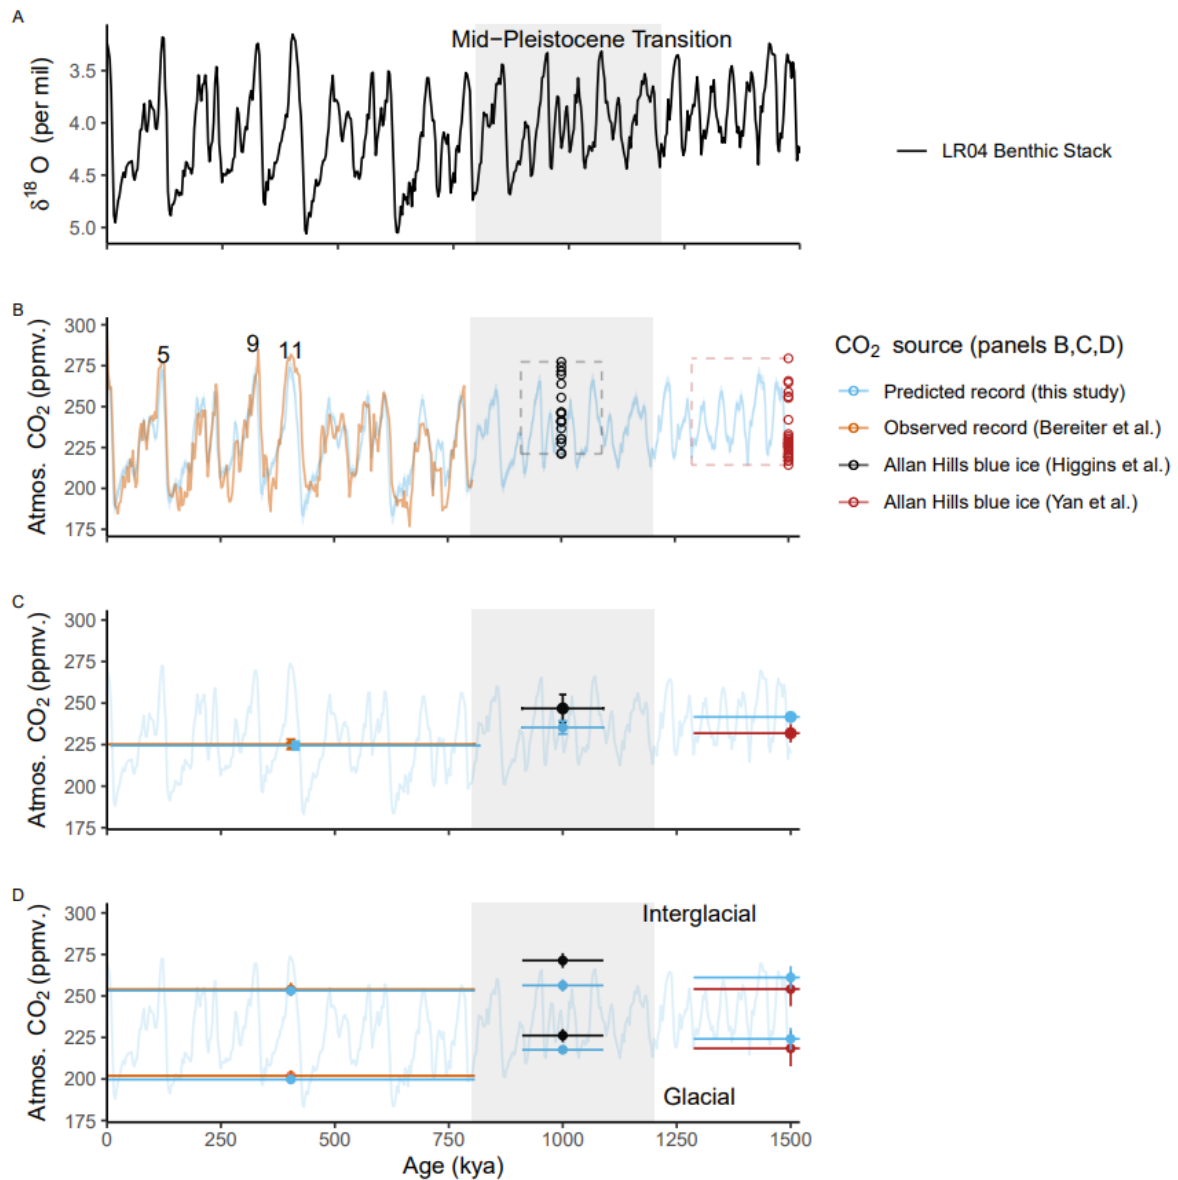 A
Mid−Pleistocene Transition
δ18 O (per mil)
3.5
4.0
4.5
5.0
LR04 Benthic Stack
B
Atmos. CO2 (ppmv.)
300
275
250
225
200
175
5
9
11
CO2 source (panels B,C,D)
Predicted record (this study)
Observed record (Bereiter et al.)
Allan Hills blue ice (Higgins et al.)
Allan Hills blue ice (Yan et al.)
C
Atmos. CO2 (ppmv.)
300
275
250
225
200
175
D
Atmos. CO2 (ppmv.)
300
275
250
225
200
175
Interglacial
Glacial
0 250 500 750 1000 1250 1500
Age (kya)